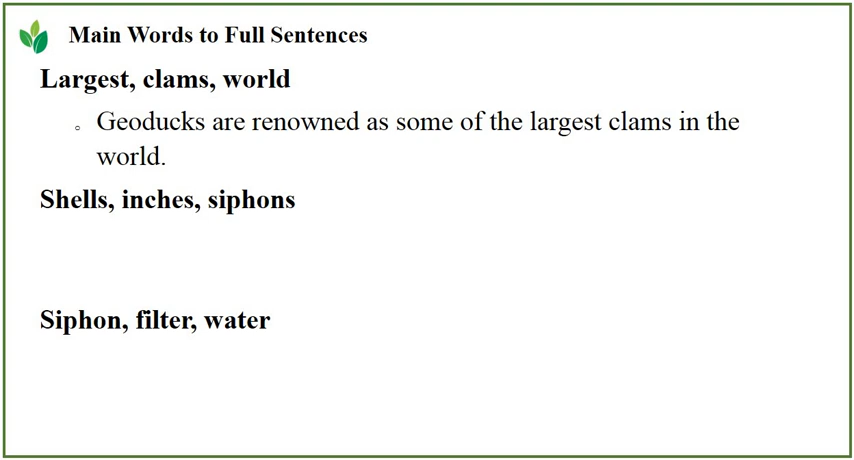 Main Words to Full Sentences
Largest, clams, world
◦ Geoducks are renowned as some of the largest clams in the
world.
Shells, inches, siphons
Siphon, filter, water